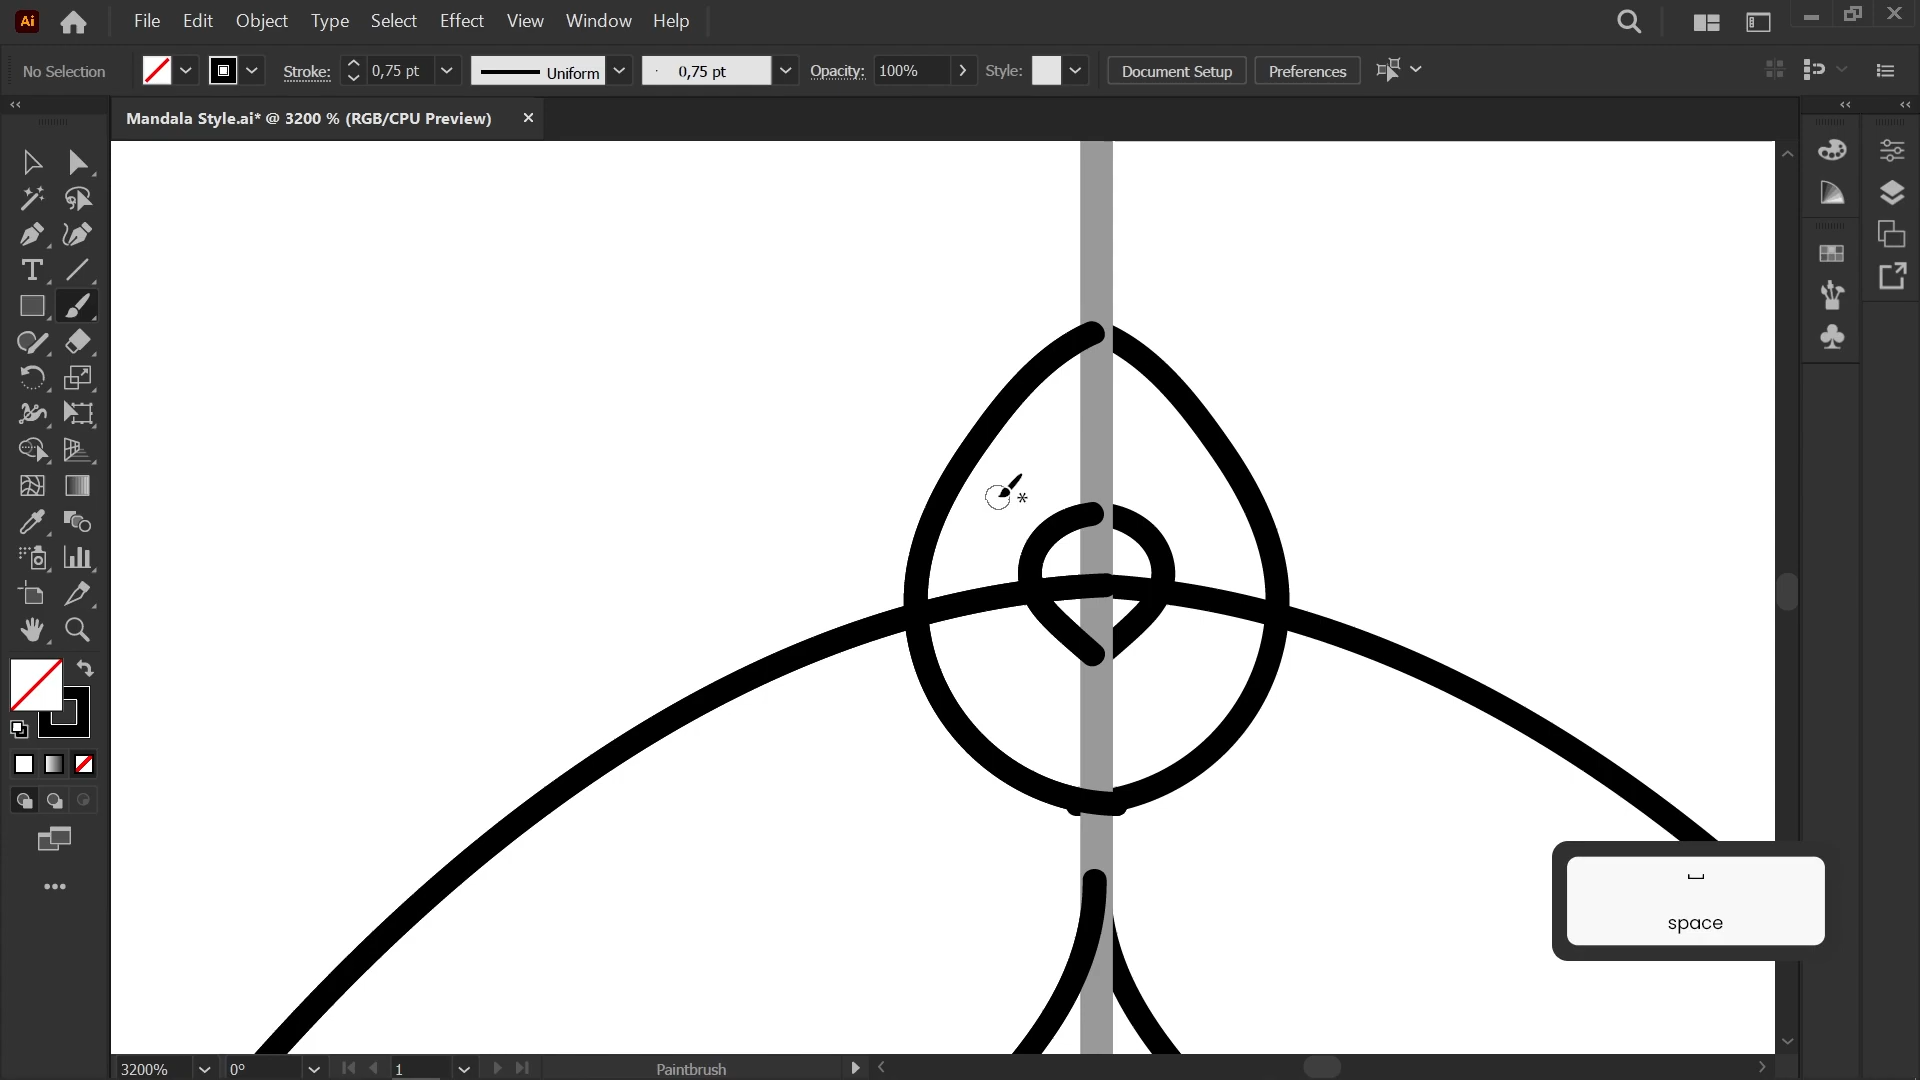 Ai File Edit Object Type Select Effect View Window Help
No Selection Stroke: 0,75 pt Uniform 0,75 pt Opacity: 100% Style: Document Setup Preferences
Mandala Style.ai* @ 3200 % (RGB/CPU Preview)
space
3200% 0° 1 Paintbrush